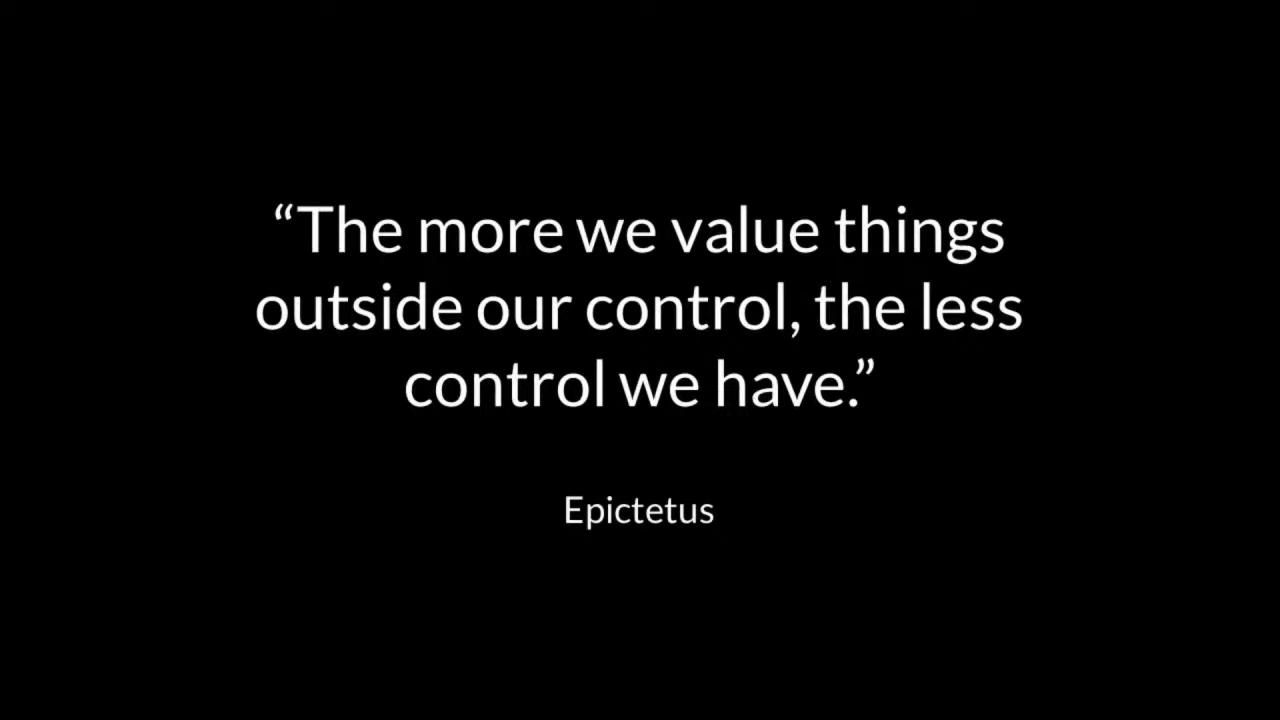 “The more we value things
outside our control, the less
control we have.”
Epictetus